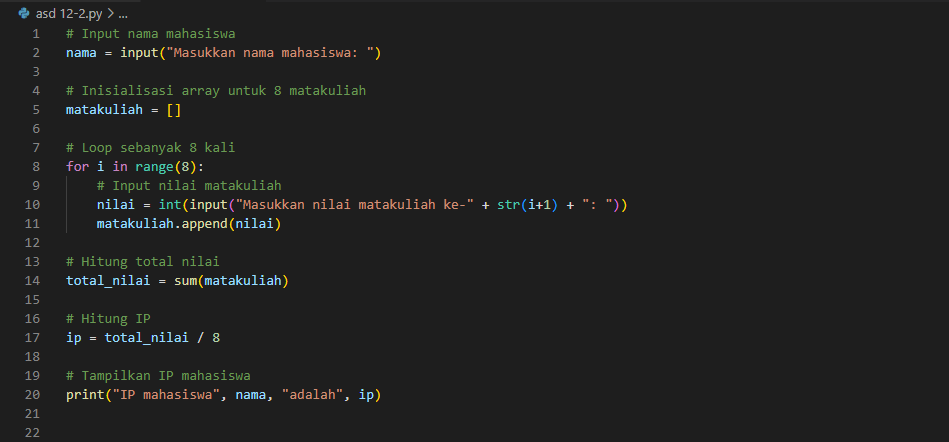 asd 12-2.py > ...
1 # Input nama mahasiswa
2 nama = input("Masukkan nama mahasiswa: ")
3
4 # Inisialisasi array untuk 8 matakuliah
5 matakuliah = []
6
7 # Loop sebanyak 8 kali
8 for i in range(8):
9     # Input nilai matakuliah
10     nilai = int(input("Masukkan nilai matakuliah ke-" + str(i+1) + ": "))
11     matakuliah.append(nilai)
12
13 # Hitung total nilai
14 total_nilai = sum(matakuliah)
15
16 # Hitung IP
17 ip = total_nilai / 8
18
19 # Tampilkan IP mahasiswa
20 print("IP mahasiswa", nama, "adalah", ip)
21
22